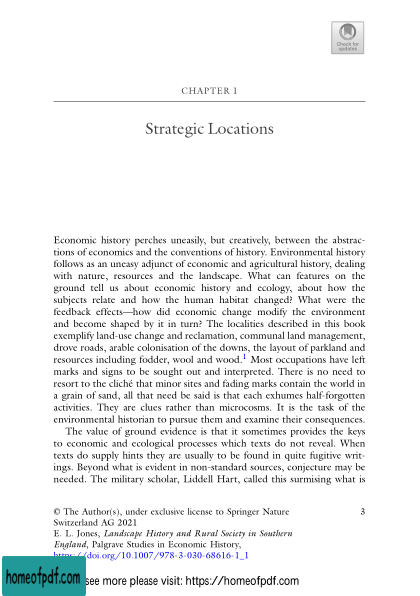 Check for
updates
CHAPTER 1
Strategic Locations
Economic history perches uneasily, but creatively, between the abstrac-
tions of economics and the conventions of history. Environmental history
follows as an uneasy adjunct of economic and agricultural history, dealing
with nature, resources and the landscape. What can features on the
ground tell us about economic history and ecology, about how the
subjects relate and how the human habitat changed? What were the
feedback effects—how did economic change modify the environment
and become shaped by it in turn? The localities described in this book
exemplify land-use change and reclamation, communal land management,
drove roads, arable colonisation of the downs, the layout of parkland and
resources including fodder, wool and wood.1 Most occupations have left
marks and signs to be sought out and interpreted. There is no need to
resort to the cliché that minor sites and fading marks contain the world in
a grain of sand, all that need be said is that each exhumes half-forgotten
activities. They are clues rather than microcosms. It is the task of the
environmental historian to pursue them and examine their consequences.
The value of ground evidence is that it sometimes provides the keys
to economic and ecological processes which texts do not reveal. When
texts do supply hints they are usually to be found in quite fugitive writ-
ings. Beyond what is evident in non-standard sources, conjecture may be
needed. The military scholar, Liddell Hart, called this surmising what is
© The Author(s), under exclusive license to Springer Nature 3
Switzerland AG 2021
E. L. Jones, Landscape History and Rural Society in Southern
England, Palgrave Studies in Economic History,
https://doi.org/10.1007/978-3-030-68616-1_1
homeofpdf.com see more please visit: https://homeofpdf.com